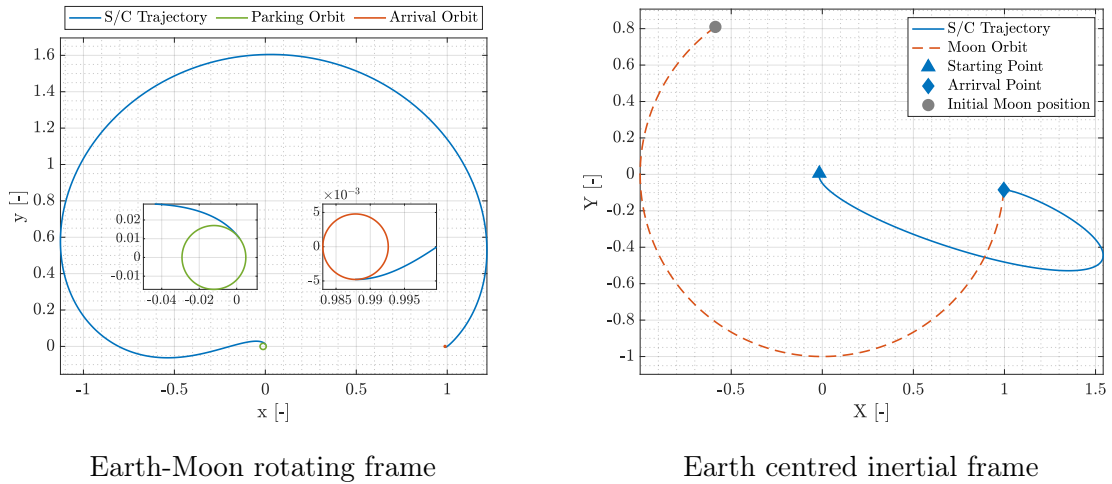 S/C Trajectory Parking Orbit Arrival Orbit
1.6
1.4
1.2
1
0.8
0.6
0.4
0.2
0
y [-]
-1 -0.5 0 0.5 1
x [-]
0.02
0.01
0
-0.01
-0.04 -0.02 0
×10⁻³
5
0
-5
0.985 0.99 0.995
Earth-Moon rotating frame
S/C Trajectory
Moon Orbit
Starting Point
Arrirval Point
Initial Moon position
0.8
0.6
0.4
0.2
0
-0.2
-0.4
-0.6
-0.8
-1
Y [-]
-0.5 0 0.5 1 1.5
X [-]
Earth centred inertial frame